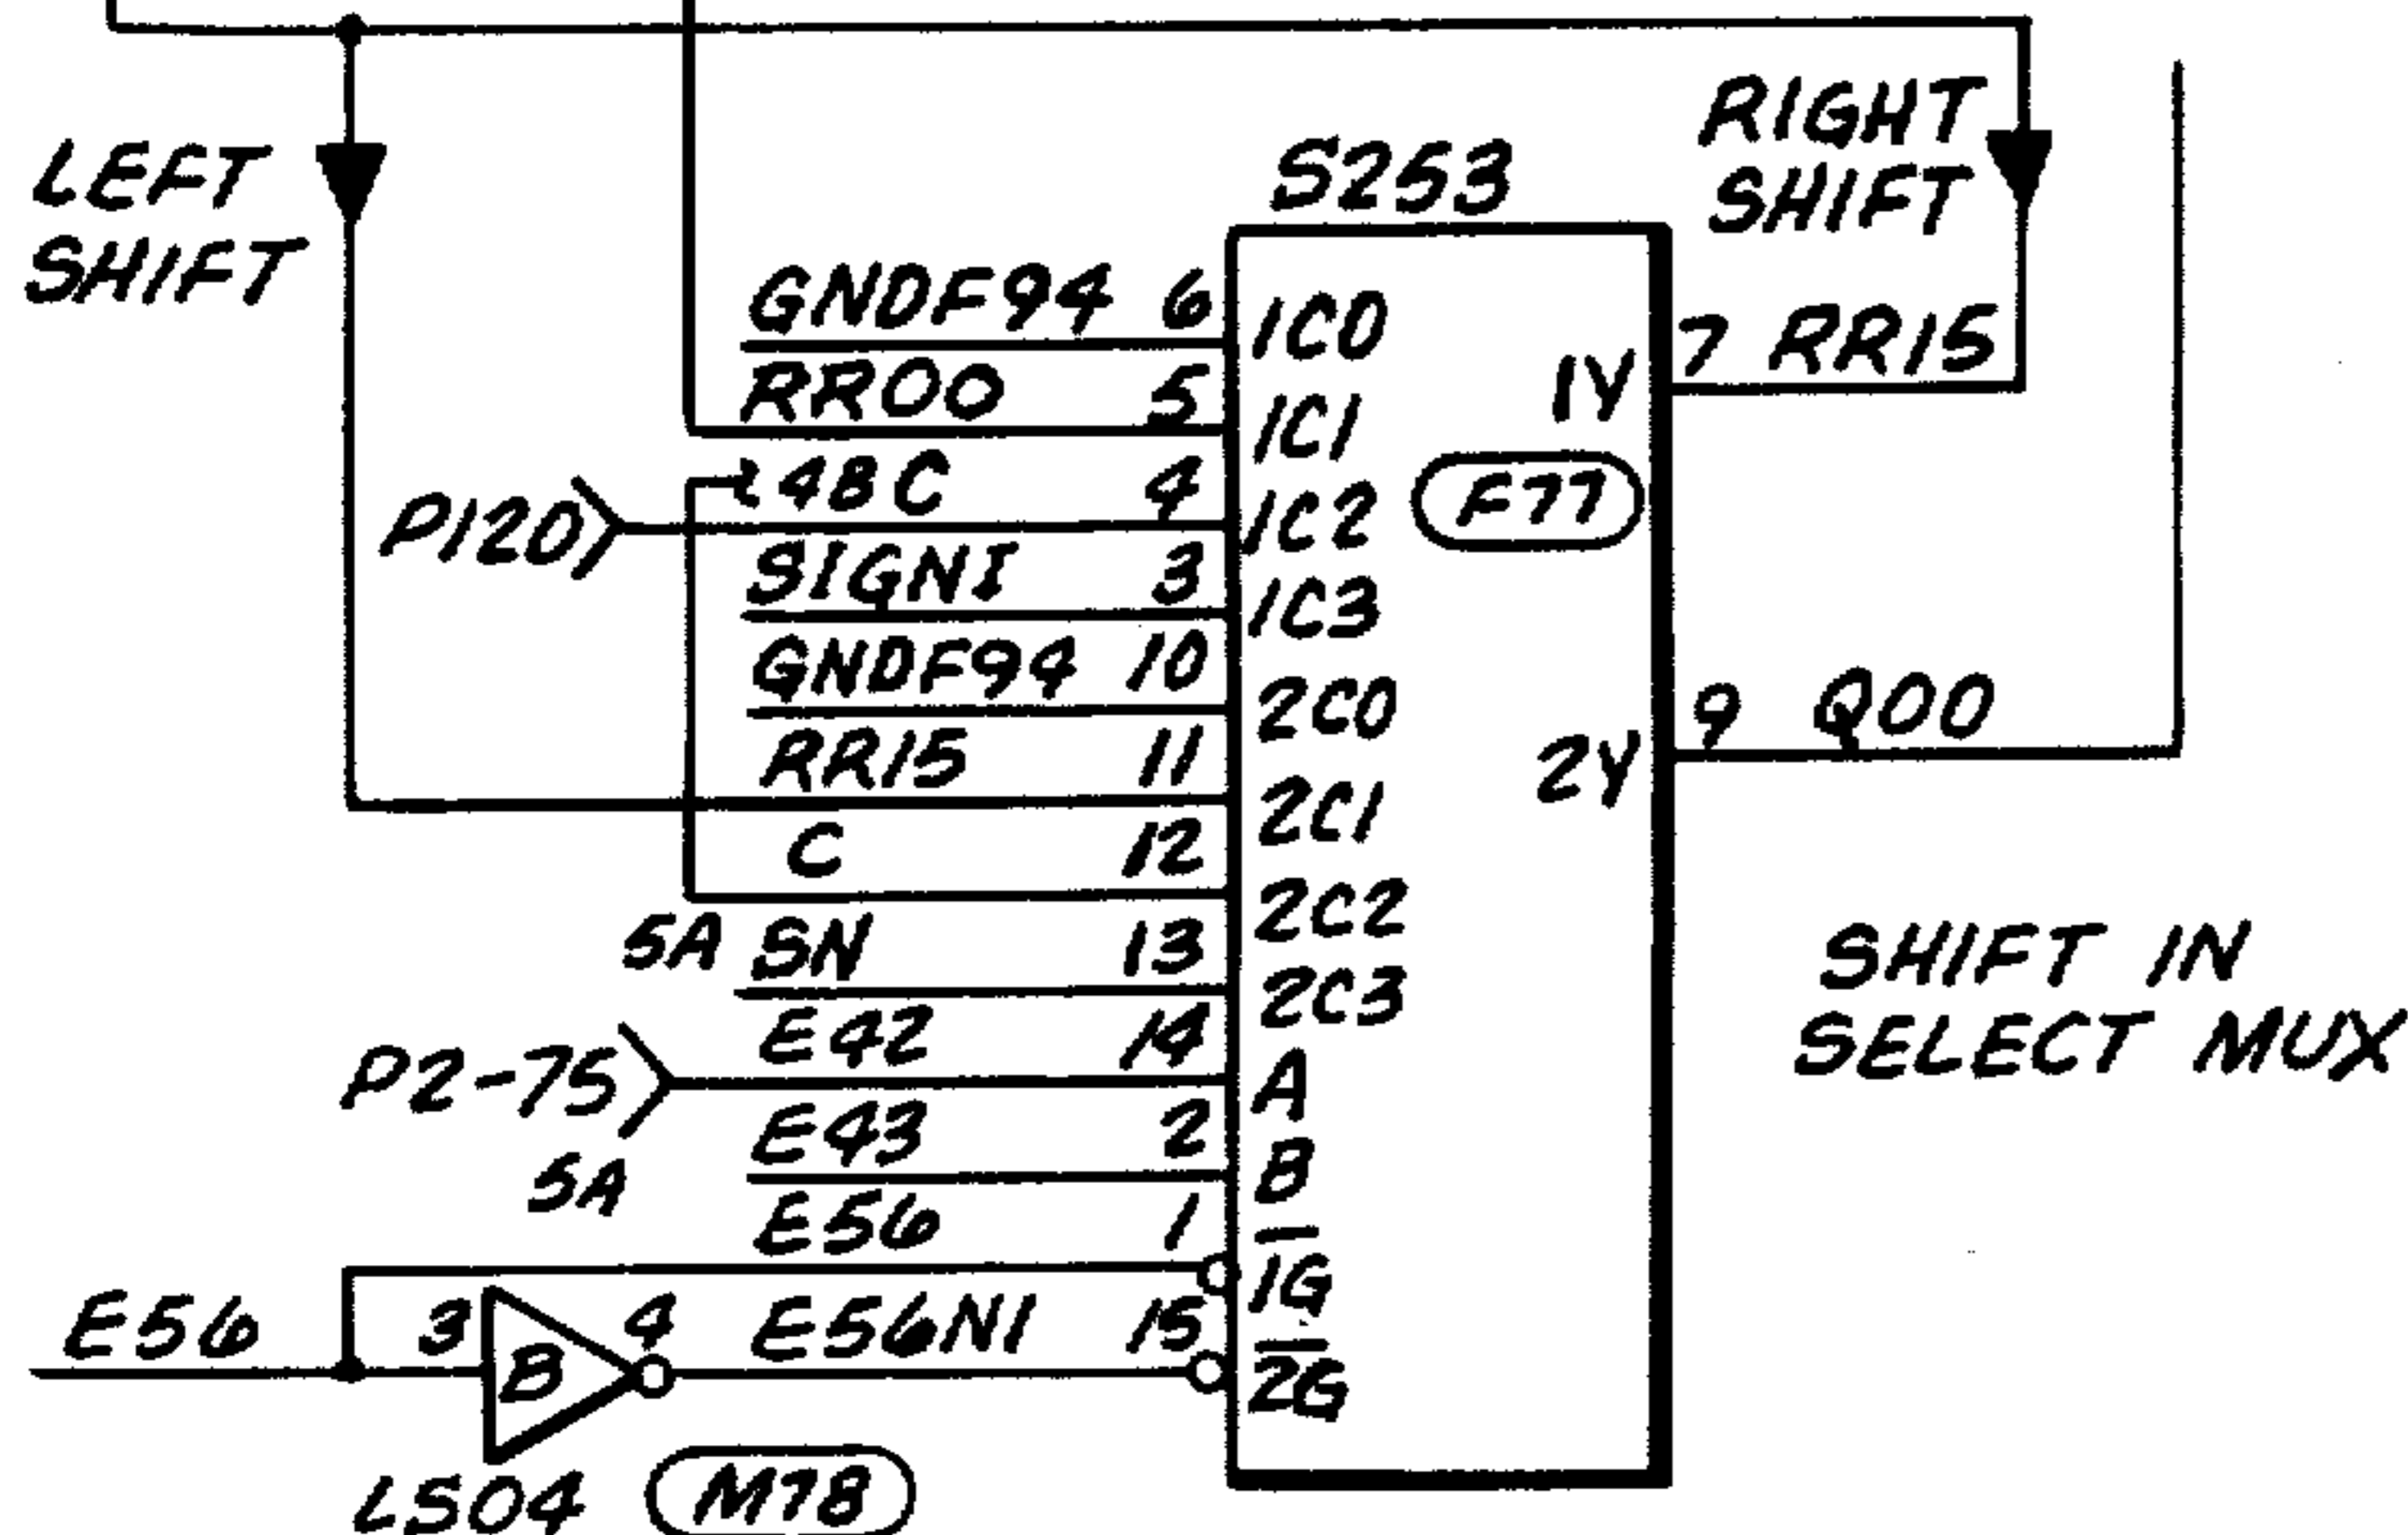 LEFT
SHIFT
RIGHT
SHIFT
S253
GNDF94 6 1C0
RR00 5 1C1
48C 4 1C2
P120
SIGNI 3 1C3
GNDF94 10 2C0
RR15 11 2C1
C 12 2C2
5A SN 13 2C3
P2-75 E42 14 A
5A E43 2 B
E56 1 1G
E56 3 B 4 E56N1 15 2G
LS04 M78
1Y 7 RR15
F77
2Y 9 Q00
SHIFT IN
SELECT MUX